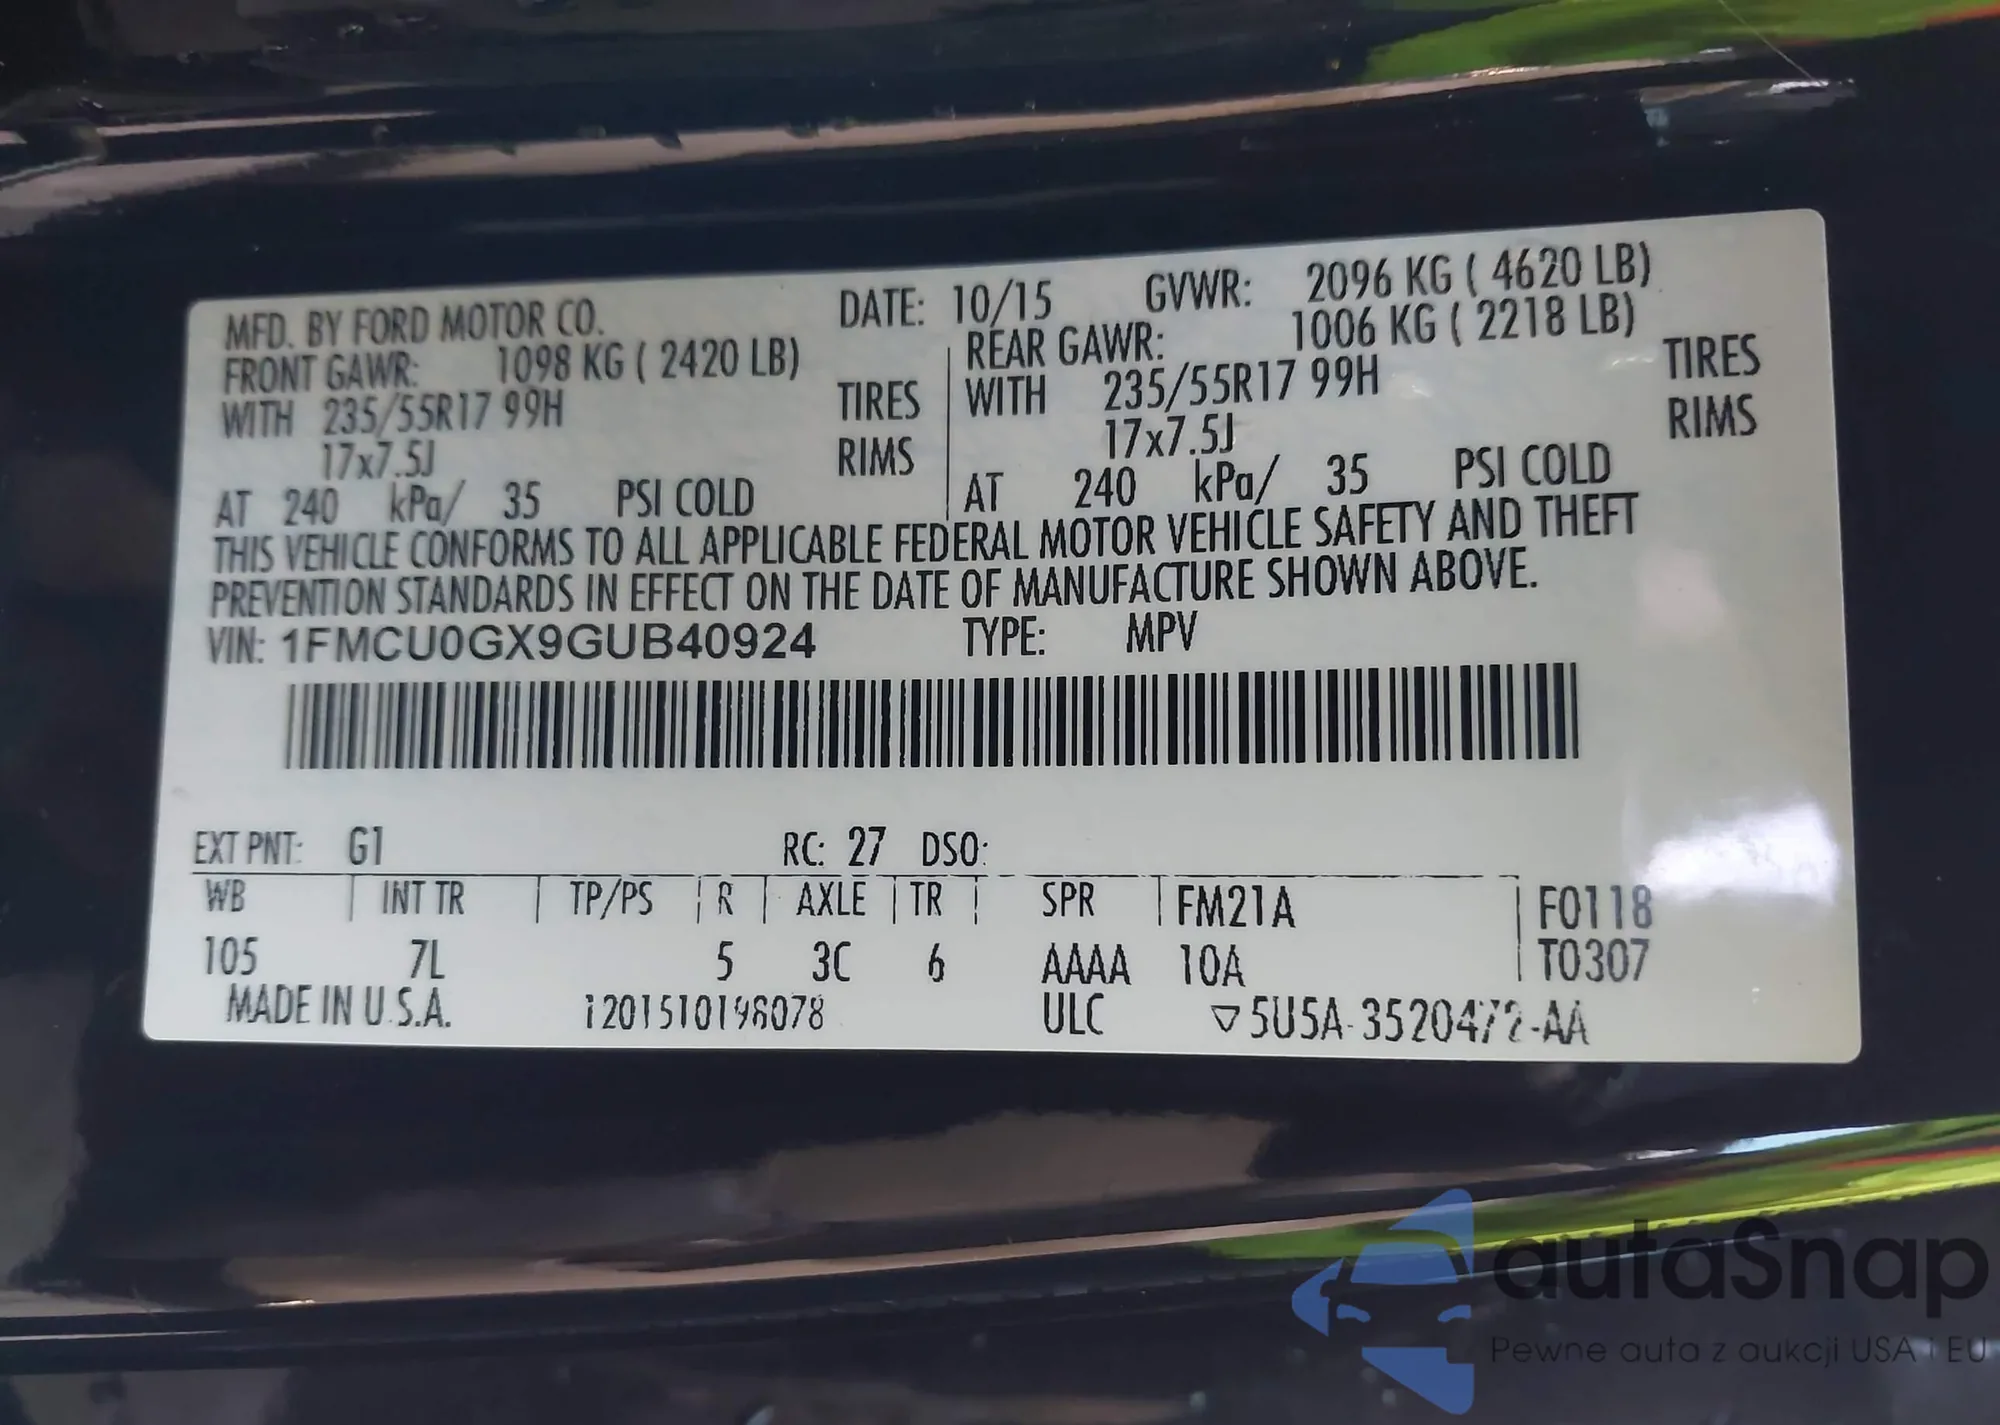 MFD. BY FORD MOTOR CO. DATE: 10/15 GVWR: 2096 KG ( 4620 LB)
FRONT GAWR: 1098 KG ( 2420 LB) REAR GAWR: 1006 KG ( 2218 LB)
WITH 235/55R17 99H TIRES WITH 235/55R17 99H TIRES
17x7.5J RIMS 17x7.5J RIMS
AT 240 kPa/ 35 PSI COLD AT 240 kPa/ 35 PSI COLD
THIS VEHICLE CONFORMS TO ALL APPLICABLE FEDERAL MOTOR VEHICLE SAFETY AND THEFT
PREVENTION STANDARDS IN EFFECT ON THE DATE OF MANUFACTURE SHOWN ABOVE.
VIN: 1FMCU0GX9GUB40924 TYPE: MPV
EXT PNT: G1 RC: 27 DSO:
WB INT TR TP/PS R AXLE TR SPR FM21A F0118
105 7L 5 3C 6 AAAA 10A T0307
MADE IN U.S.A. ULC ▽5U5A-3520472-AA
autaSnap
Pewne auta z aukcji USA i EU